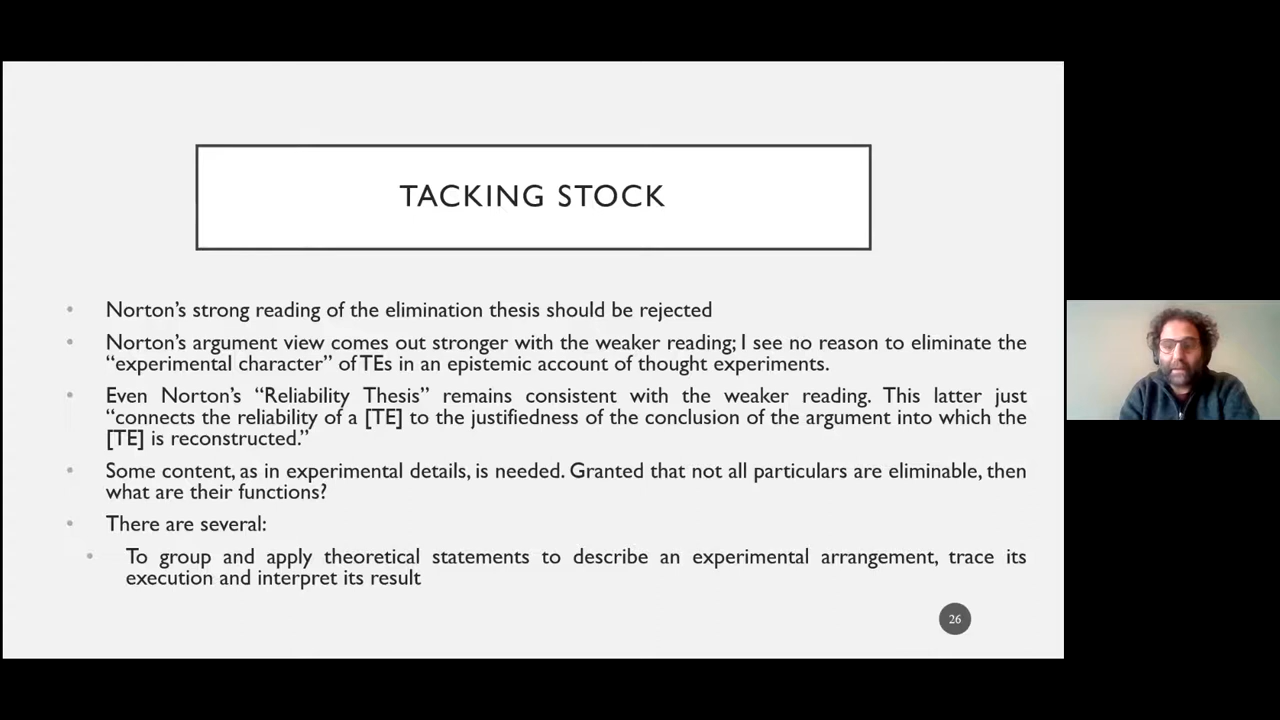 TACKING STOCK
• Norton’s strong reading of the elimination thesis should be rejected
• Norton’s argument view comes out stronger with the weaker reading; I see no reason to eliminate the
“experimental character” of TEs in an epistemic account of thought experiments.
• Even Norton’s “Reliability Thesis” remains consistent with the weaker reading. This latter just
“connects the reliability of a [TE] to the justifiedness of the conclusion of the argument into which the
[TE] is reconstructed.”
• Some content, as in experimental details, is needed. Granted that not all particulars are eliminable, then
what are their functions?
• There are several:
• To group and apply theoretical statements to describe an experimental arrangement, trace its
execution and interpret its result
26